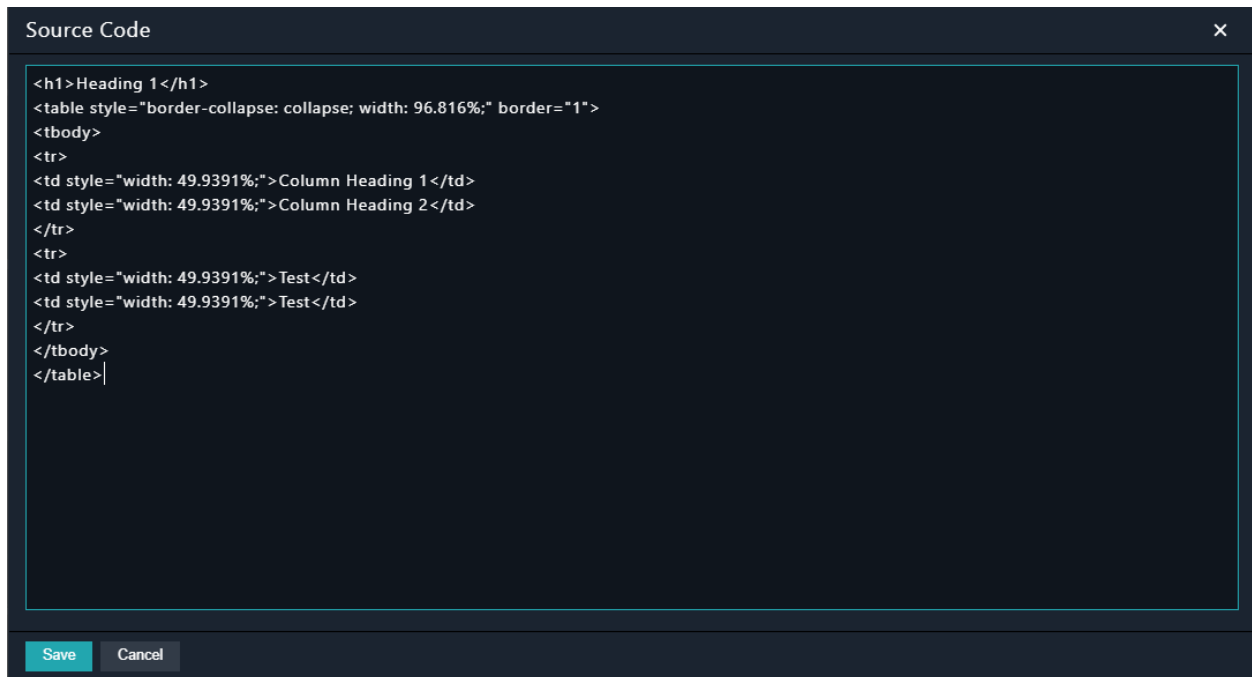 Source Code
<h1>Heading 1</h1>
<table style="border-collapse: collapse; width: 96.816%;" border="1">
<tbody>
<tr>
<td style="width: 49.9391%;">Column Heading 1</td>
<td style="width: 49.9391%;">Column Heading 2</td>
</tr>
<tr>
<td style="width: 49.9391%;">Test</td>
<td style="width: 49.9391%;">Test</td>
</tr>
</tbody>
</table>
Save Cancel